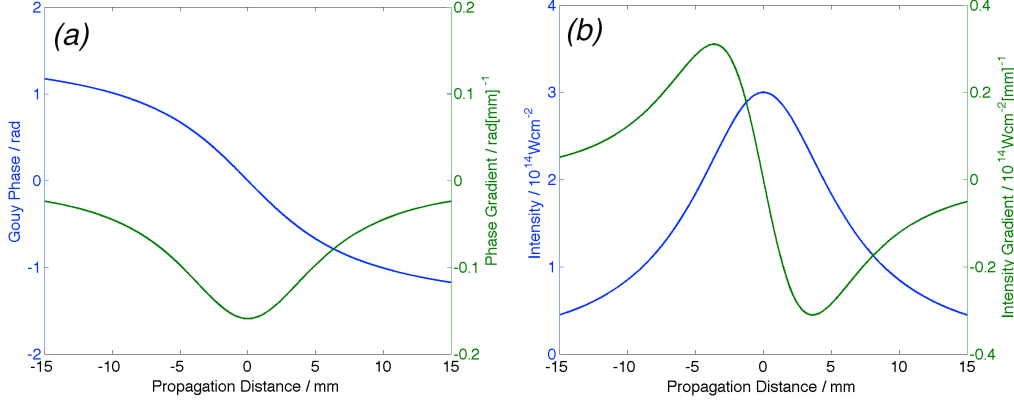 (a)
2
1
0
-1
-2
Gouy Phase / rad
0.2
0.1
0
-0.1
-0.2
Phase Gradient / rad[mm]⁻¹
-15 -10 -5 0 5 10 15
Propagation Distance / mm
(b)
4
3
2
1
0
Intensity / 10¹⁴Wcm⁻²
0.4
0.2
0
-0.2
-0.4
Intensity Gradient / 10¹⁴Wcm⁻²[mm]⁻¹
-15 -10 -5 0 5 10 15
Propagation Distance / mm